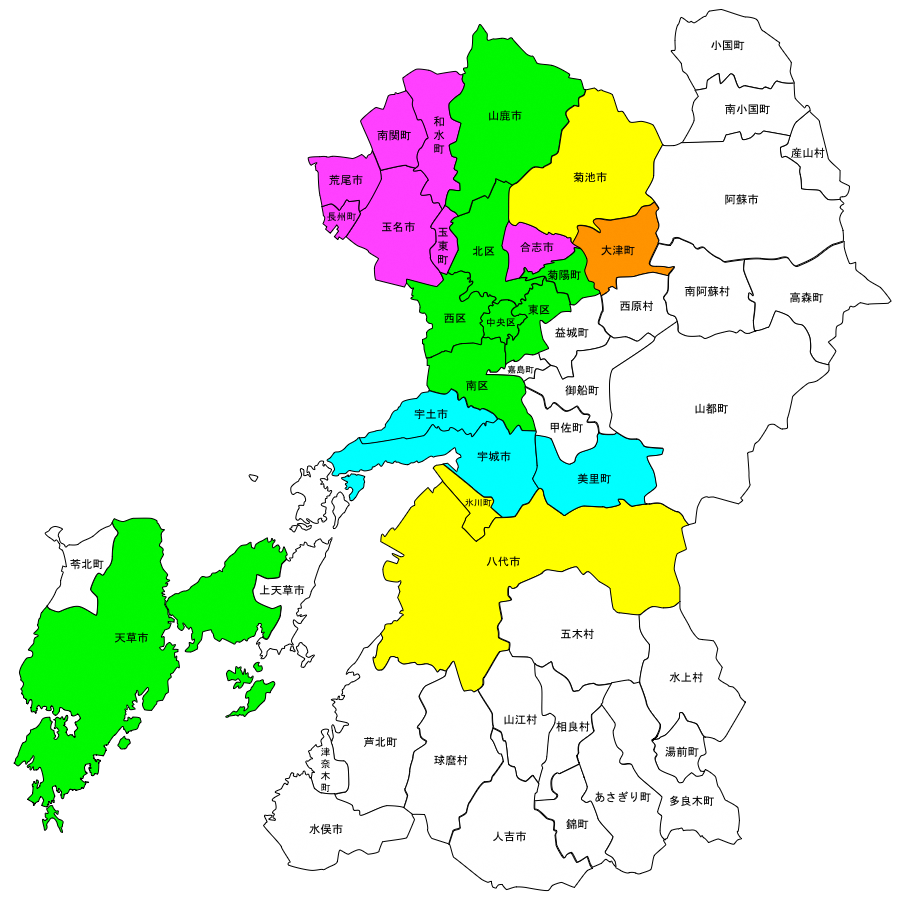 小国町
南小国町
産山村
阿蘇市
山鹿市
和水町
南関町
荒尾市
長州町
玉名市
玉東町
菊池市
北区
合志市
大津町
菊陽町
西原村
南阿蘇村
高森町
西区
中央区
東区
益城町
嘉島町
南区
御船町
山都町
宇土市
甲佐町
宇城市
美里町
氷川町
八代市
苓北町
上天草市
天草市
五木村
水上村
山江村
相良村
芦北町
球磨村
津奈木町
湯前町
あさぎり町
多良木町
水俣市
人吉市
錦町